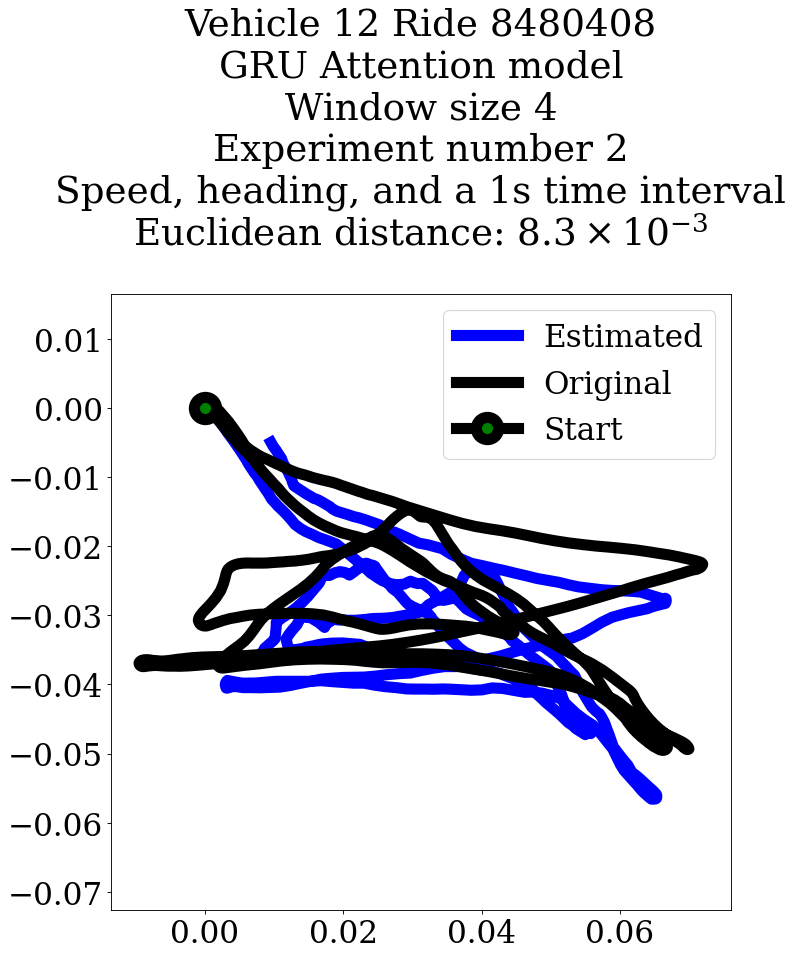 Vehicle 12 Ride 8480408
GRU Attention model
Window size 4
Experiment number 2
Speed, heading, and a 1s time interval
Euclidean distance: 8.3 × 10⁻³
Estimated
Original
Start
0.01
0.00
−0.01
−0.02
−0.03
−0.04
−0.05
−0.06
−0.07
0.00 0.02 0.04 0.06